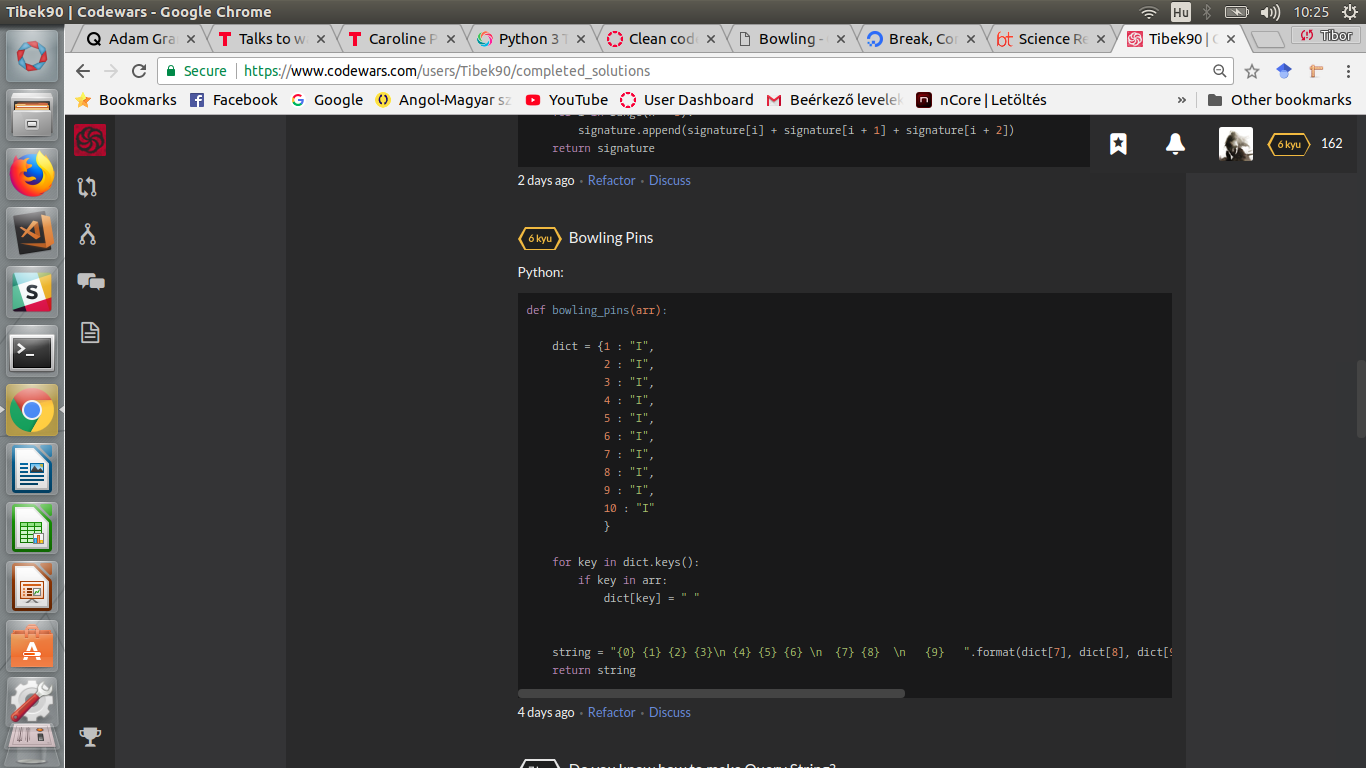 Tibek90 | Codewars - Google Chrome
Hu
10:25
Adam Gra
Talks to w
Caroline P
Python 3 T
Clean cod
Bowling -
Break, Co
Science Re
Tibek90 |
Tibor
Secure
https://www.codewars.com/users/Tibek90/completed_solutions
Bookmarks
Facebook
Google
Angol-Magyar sz
YouTube
User Dashboard
Beérkező levelek
nCore | Letöltés
»
Other bookmarks
signature.append(signature[i] + signature[i + 1] + signature[i + 2])
return signature
6 kyu
162
2 days ago • Refactor • Discuss
6 kyu Bowling Pins
Python:
def bowling_pins(arr):
dict = {1 : "I",
2 : "I",
3 : "I",
4 : "I",
5 : "I",
6 : "I",
7 : "I",
8 : "I",
9 : "I",
10 : "I"
}
for key in dict.keys():
if key in arr:
dict[key] = " "
string = "{0} {1} {2} {3}\n {4} {5} {6} \n  {7} {8}  \n   {9}   ".format(dict[7], dict[8], dict[9
return string
4 days ago • Refactor • Discuss
Do you know how to make Query String?